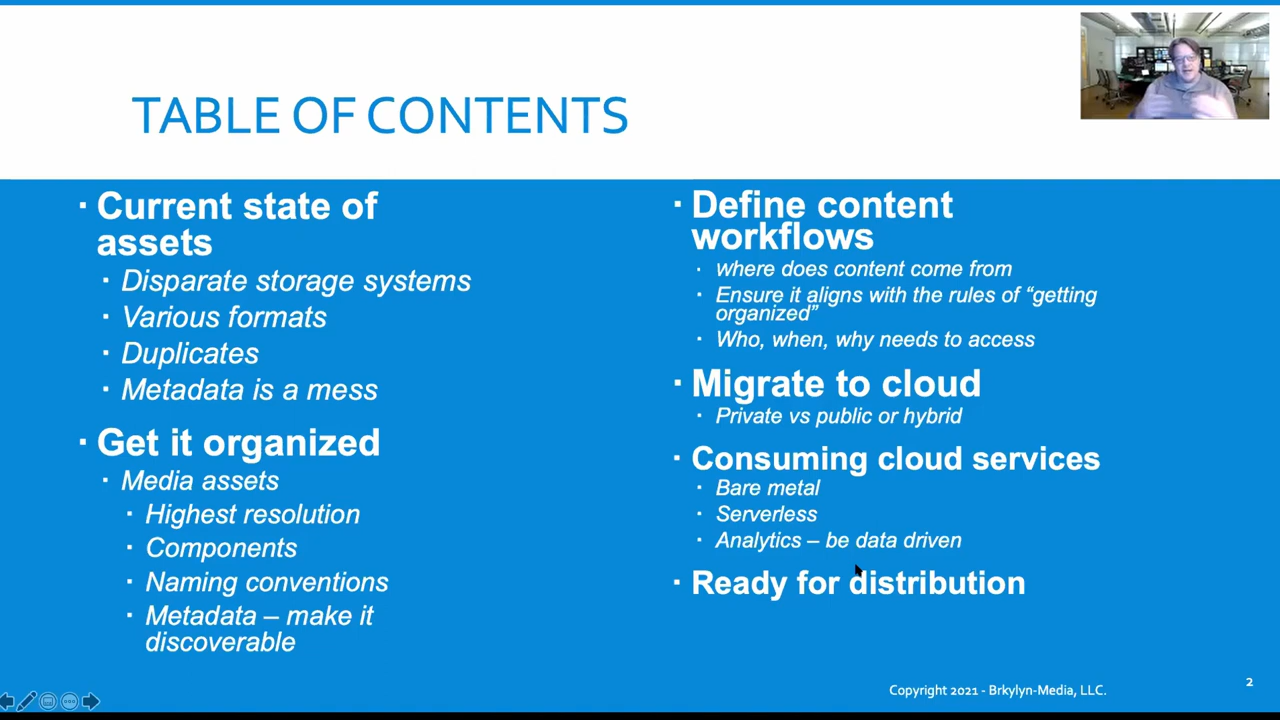 TABLE OF CONTENTS
▪ Current state of
assets
▪ Disparate storage systems
▪ Various formats
▪ Duplicates
▪ Metadata is a mess
▪ Get it organized
▪ Media assets
▪ Highest resolution
▪ Components
▪ Naming conventions
▪ Metadata – make it
discoverable
▪ Define content
workflows
▪ where does content come from
▪ Ensure it aligns with the rules of “getting
organized”
▪ Who, when, why needs to access
▪ Migrate to cloud
▪ Private vs public or hybrid
▪ Consuming cloud services
▪ Bare metal
▪ Serverless
▪ Analytics – be data driven
▪ Ready for distribution
Copyright 2021 - Brkylyn-Media, LLC.
2